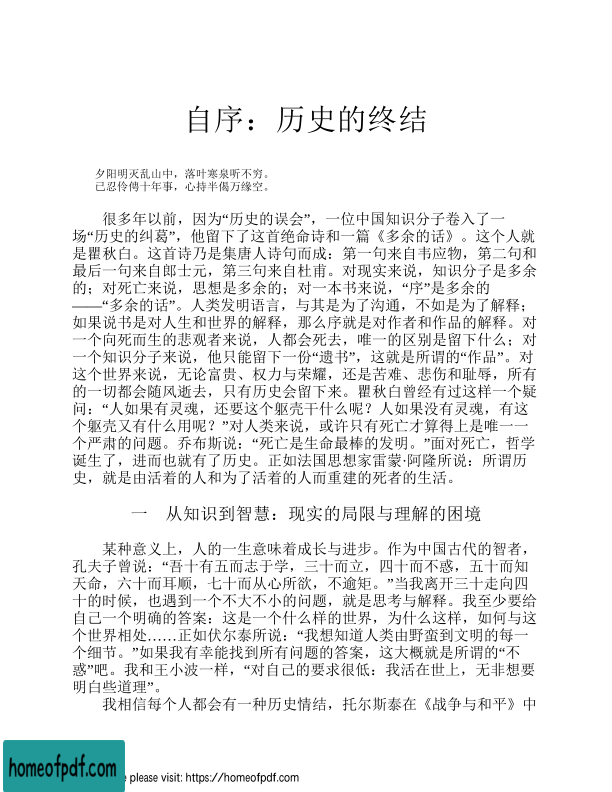 自序：历史的终结
夕阳明灭乱山中，落叶寒泉听不穷。
已忍伶俜十年事，心持半偈万缘空。
很多年以前，因为“历史的误会”，一位中国知识分子卷入了一
场“历史的纠葛”，他留下了这首绝命诗和一篇《多余的话》。这个人就
是瞿秋白。这首诗乃是集唐人诗句而成：第一句来自韦应物，第二句和
最后一句来自郎士元，第三句来自杜甫。对现实来说，知识分子是多余
的；对死亡来说，思想是多余的；对一本书来说，“序”是多余的
——“多余的话”。人类发明语言，与其是为了沟通，不如是为了解释；
如果说书是对人生和世界的解释，那么序就是对作者和作品的解释。对
一个向死而生的悲观者来说，人都会死去，唯一的区别是留下什么；对
一个知识分子来说，他只能留下一份“遗书”，这就是所谓的“作品”。对
这个世界来说，无论富贵、权力与荣耀，还是苦难、悲伤和耻辱，所有
的一切都会随风逝去，只有历史会留下来。瞿秋白曾经有过这样一个疑
问：“人如果有灵魂，还要这个躯壳干什么呢？人如果没有灵魂，有这
个躯壳又有什么用呢？”对人类来说，或许只有死亡才算得上是唯一一
个严肃的问题。乔布斯说：“死亡是生命最棒的发明。”面对死亡，哲学
诞生了，进而也就有了历史。正如法国思想家雷蒙·阿隆所说：所谓历
史，就是由活着的人和为了活着的人而重建的死者的生活。
一 从知识到智慧：现实的局限与理解的困境
某种意义上，人的一生意味着成长与进步。作为中国古代的智者，
孔夫子曾说：“吾十有五而志于学，三十而立，四十而不惑，五十而知
天命，六十而耳顺，七十而从心所欲，不逾矩。”当我离开三十走向四
十的时候，也遇到一个不大不小的问题，就是思考与解释。我至少要给
自己一个明确的答案：这是一个什么样的世界，为什么这样，如何与这
个世界相处……正如伏尔泰所说：“我想知道人类由野蛮到文明的每一
个细节。”如果我有幸能找到所有问题的答案，这大概就是所谓的“不
惑”吧。我和王小波一样，“对自己的要求很低：我活在世上，无非想要
明白些道理”。
我相信每个人都会有一种历史情结，托尔斯泰在《战争与和平》中
homeofpdf.com
e please visit: https://homeofpdf.com